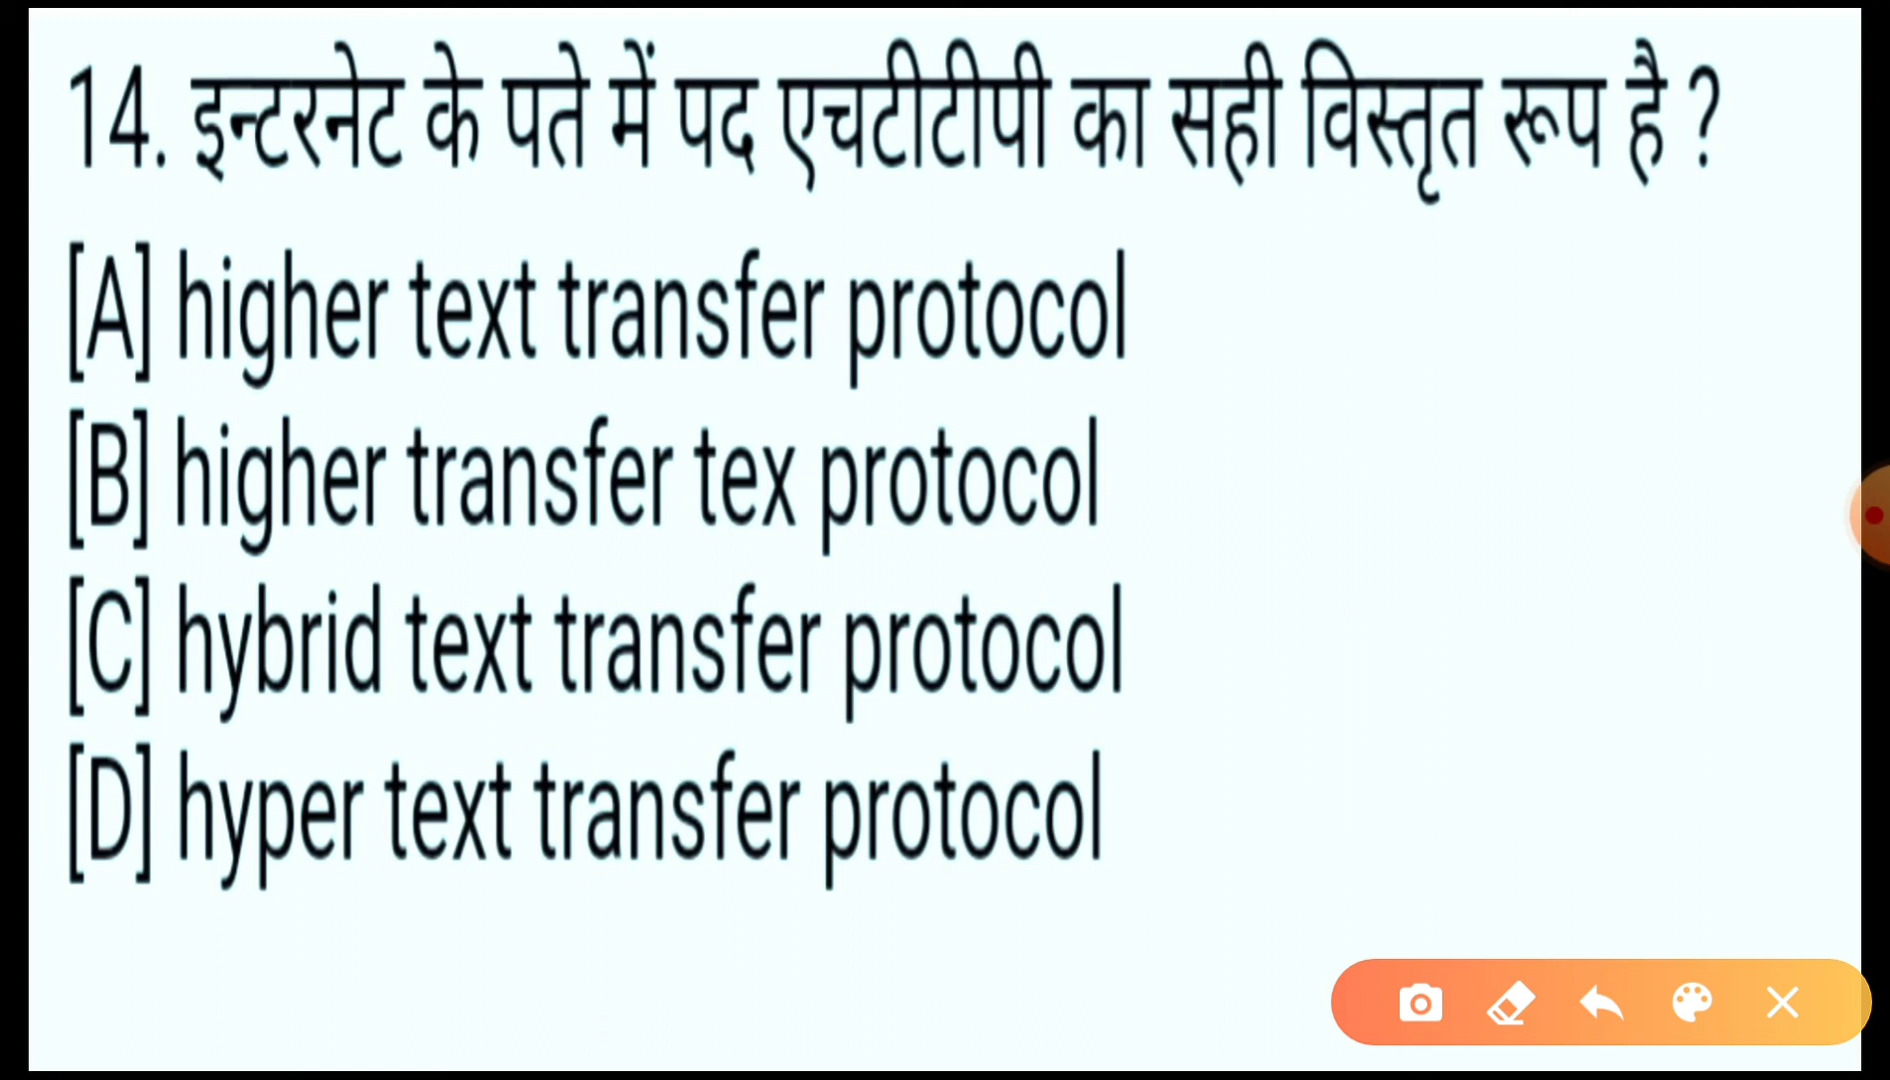 14. इन्टरनेट के पते में पद एचटीटीपी का सही विस्तृत रूप है ?
[A] higher text transfer protocol
[B] higher transfer tex protocol
[C] hybrid text transfer protocol
[D] hyper text transfer protocol